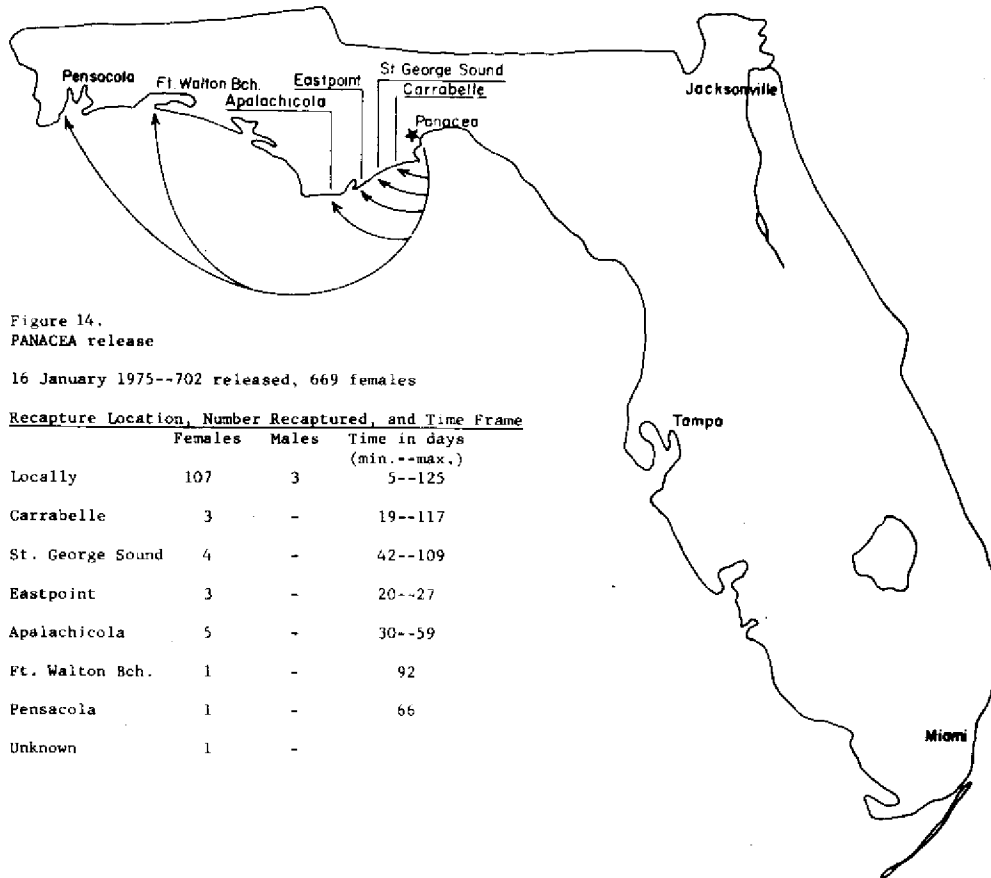 Pensacola
Ft. Walton Bch.
Eastpoint
St George Sound
Carrabelle
Apalachicola
Panacea
Jacksonville
Figure 14.
PANACEA release
16 January 1975--702 released, 669 females
Recapture Location, Number Recaptured, and Time Frame
Females Males Time in days
(min.--max.)
Locally 107 3 5--125
Carrabelle 3 - 19--117
St. George Sound 4 - 42--109
Eastpoint 3 - 20--27
Apalachicola 5 - 30--59
Ft. Walton Bch. 1 - 92
Pensacola 1 - 66
Unknown 1 -
Tampa
Miami